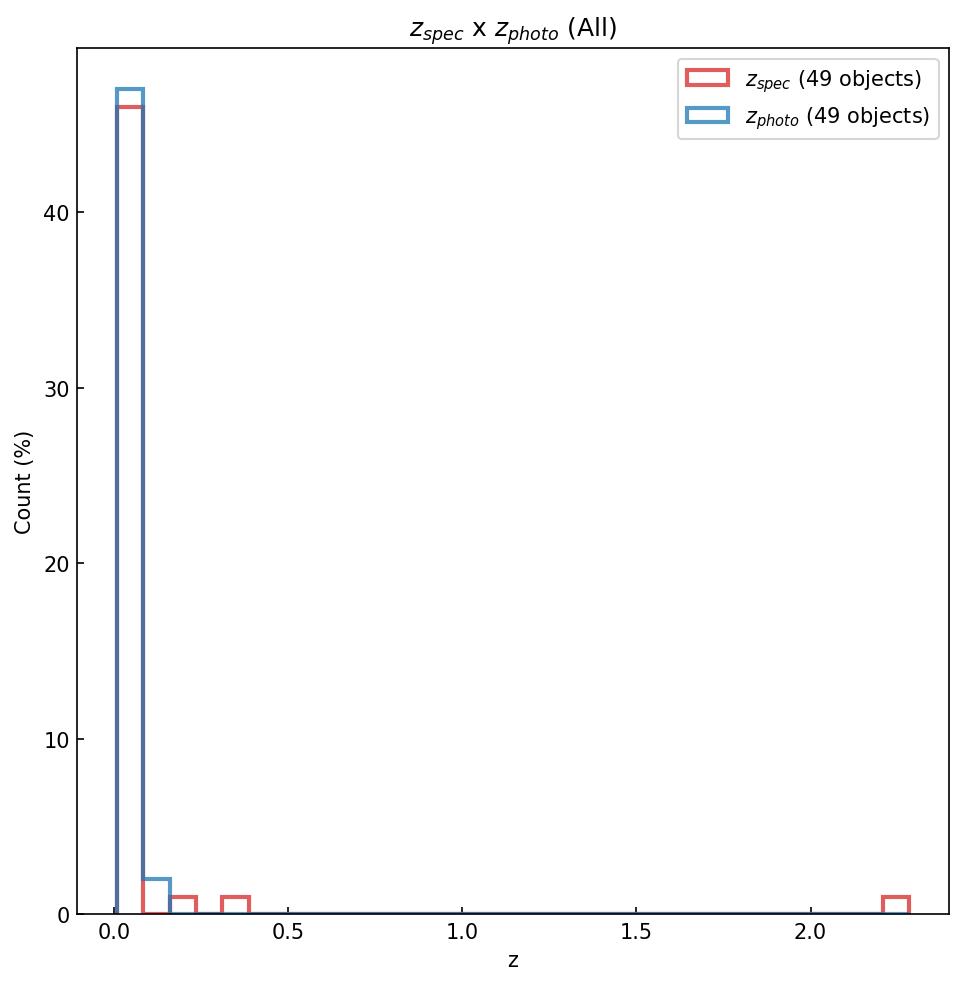 z_spec x z_photo (All)
z_spec (49 objects)
z_photo (49 objects)
Count (%)
40
30
20
10
0
0.0 0.5 1.0 1.5 2.0
z